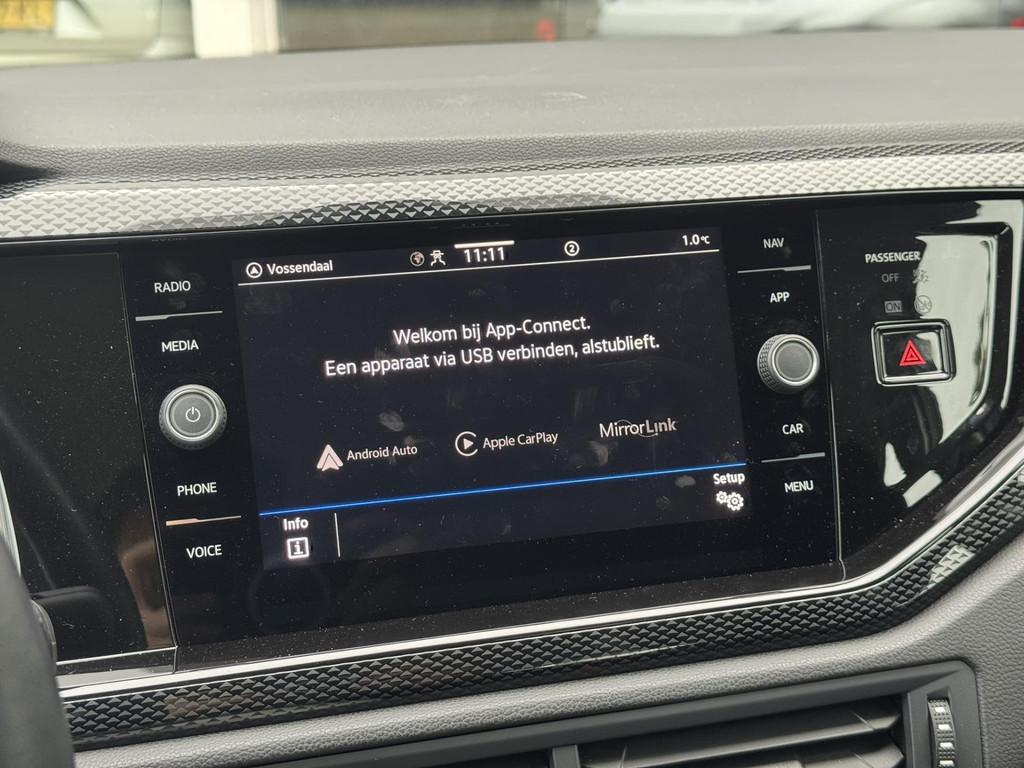 Vossendaal 11:11 2 1.0°C
Welkom bij App-Connect.
Een apparaat via USB verbinden, alstublieft.
Android Auto Apple CarPlay MirrorLink
Info
Setup
RADIO
MEDIA
PHONE
VOICE
NAV
APP
CAR
MENU
PASSENGER
OFF
ON